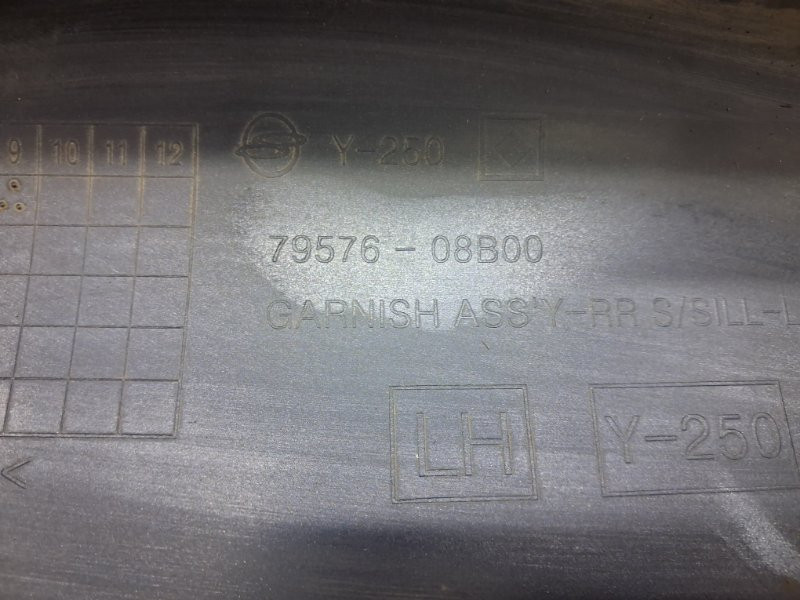 9 10 11 12
Y-250
79576-08B00
GARNISH ASS'Y-RR S/SILL-L
LH
Y-250
<